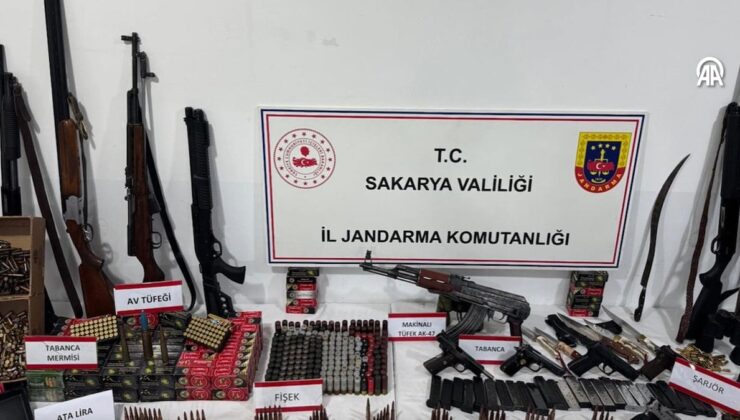 AA
T.C.
SAKARYA VALİLİĞİ
İL JANDARMA KOMUTANLIĞI
JANDARMA
AV TÜFEĞİ
MAKİNALI
TÜFEK AK-47
TABANCA
MERMİSİ
TABANCA
ŞARJÖR
FİŞEK
ATA LİRA